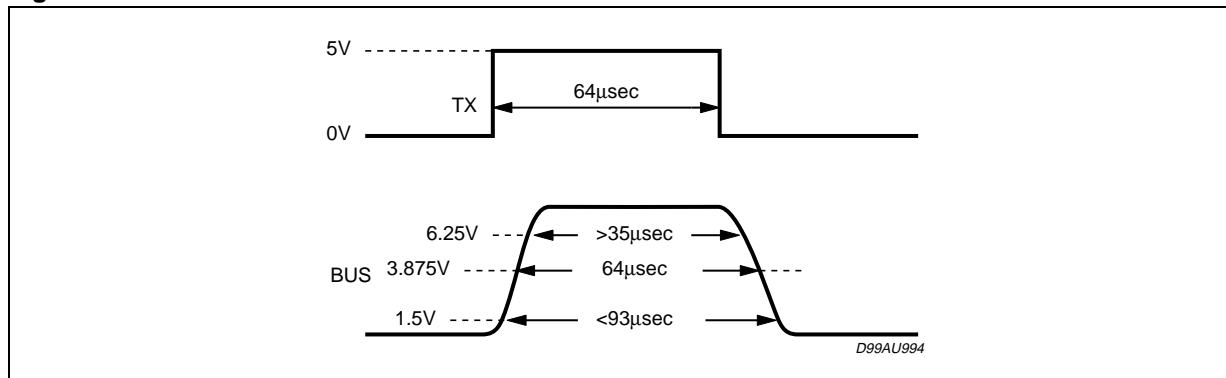 5V
64μsec
TX
0V
6.25V
>35μsec
BUS
3.875V
64μsec
1.5V
<93μsec
D99AU994